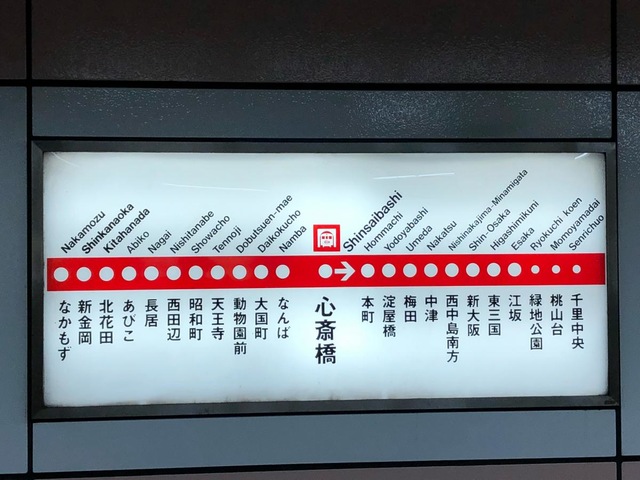 Nakamozu
Shinkanaoka
Kitahanada
Abiko
Nagai
Nishitanabe
Showacho
Tennoji
Dobutsuen-mae
Daikokucho
Namba
Shinsaibashi
Honmachi
Yodoyabashi
Umeda
Nakatsu
Nishinakajima-Minamigata
Shin-Osaka
Higashimikuni
Esaka
Ryokuchi koen
Momoyamadai
Senrichuo
なかもず
新金岡
北花田
あびこ
長居
西田辺
昭和町
天王寺
動物園前
大国町
なんば
心斎橋
本町
淀屋橋
梅田
中津
西中島南方
新大阪
東三国
江坂
緑地公園
桃山台
千里中央